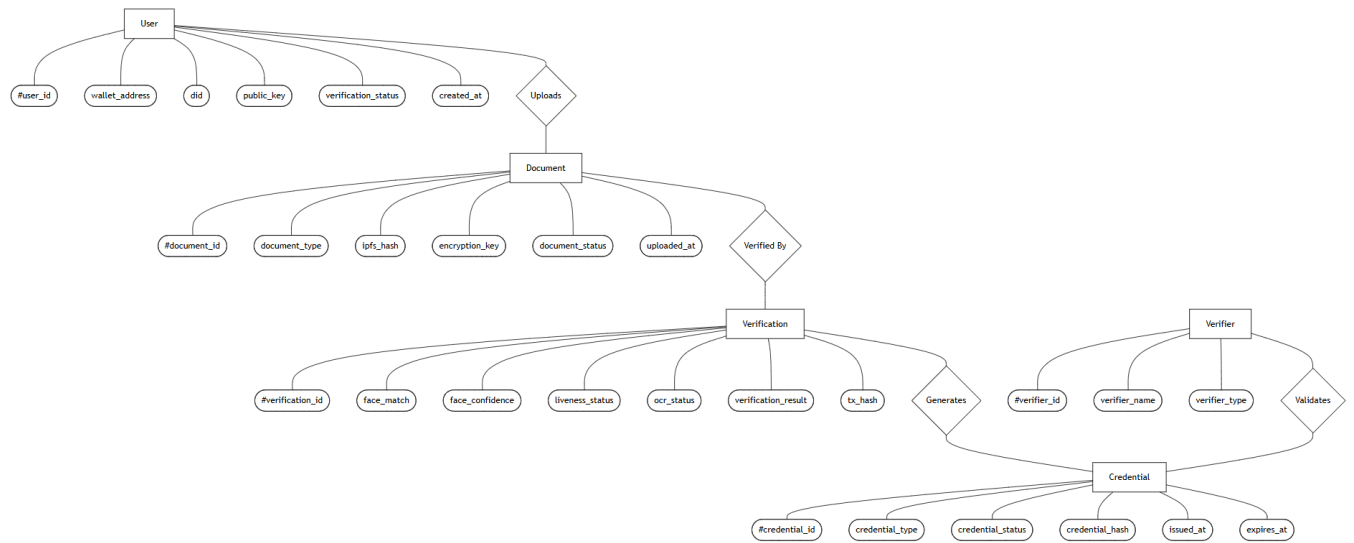 User
#user_id
wallet_address
did
public_key
verification_status
created_at
Uploads
Document
#document_id
document_type
ipfs_hash
encryption_key
document_status
uploaded_at
Verified By
Verification
Verifier
#verification_id
face_match
face_confidence
liveness_status
ocr_status
verification_result
tx_hash
Generates
#verifier_id
verifier_name
verifier_type
Validates
Credential
#credential_id
credential_type
credential_status
credential_hash
issued_at
expires_at